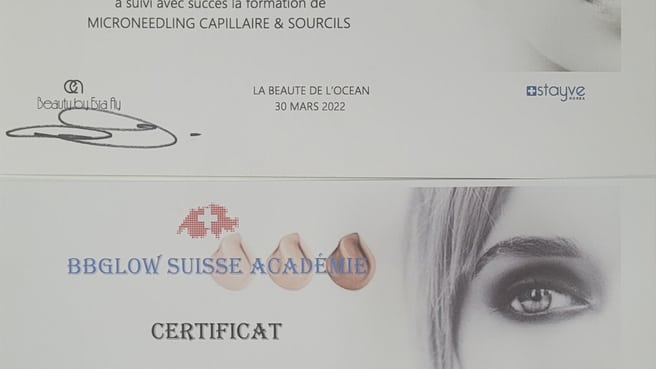 a suivi avec succès la formation de
MICRONEEDLING CAPILLAIRE & SOURCILS
Beauty by Esra Ay
LA BEAUTE DE L'OCEAN
30 MARS 2022
stayve
KOREA
BBGLOW SUISSE ACADÉMIE
CERTIFICAT